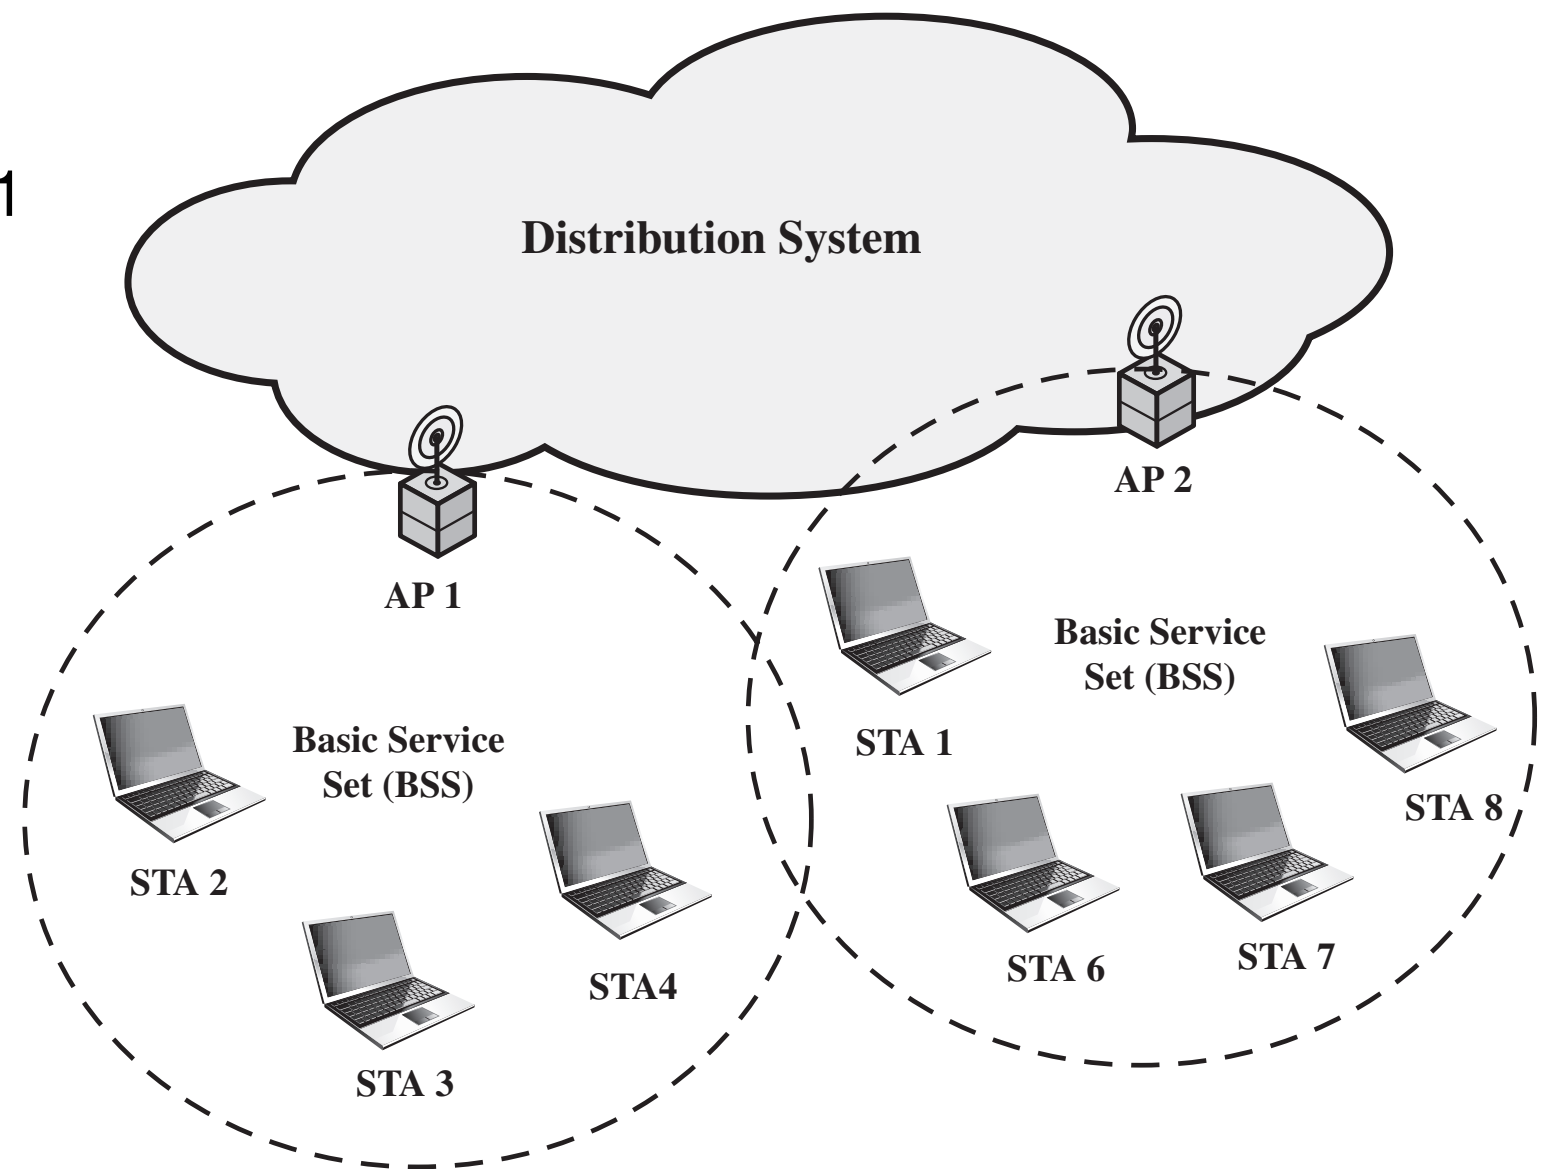 1
Distribution System
AP 2
AP 1
Basic Service
Set (BSS)
STA 1
STA 8
Basic Service
Set (BSS)
STA 2
STA4
STA 6
STA 7
STA 3